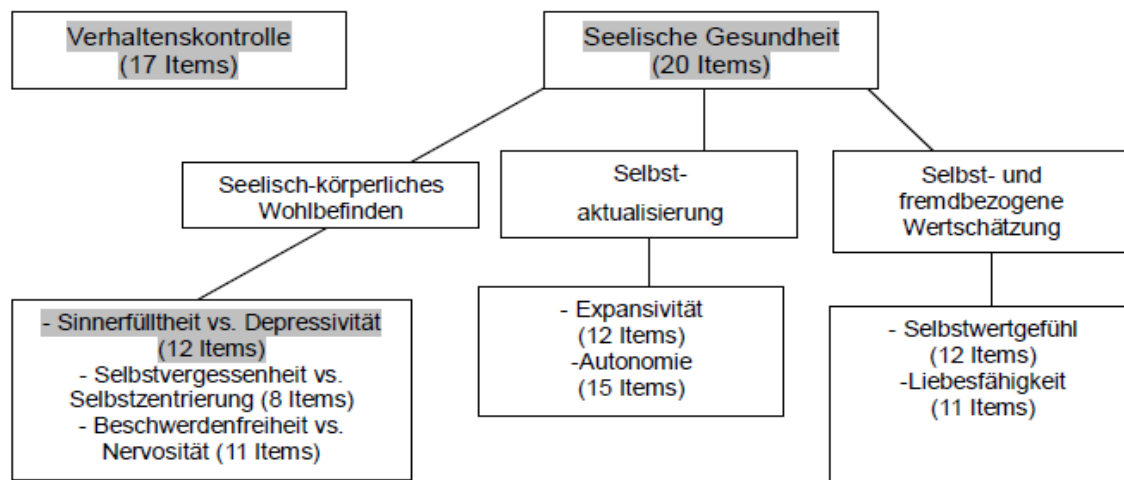 Verhaltenskontrolle
(17 Items)
Seelische Gesundheit
(20 Items)
Seelisch-körperliches
Wohlbefinden
Selbst-
aktualisierung
Selbst- und
fremdbezogene
Wertschätzung
- Sinnerfülltheit vs. Depressivität
(12 Items)
- Selbstvergessenheit vs.
Selbstzentrierung (8 Items)
- Beschwerdenfreiheit vs.
Nervosität (11 Items)
- Expansivität
(12 Items)
-Autonomie
(15 Items)
- Selbstwertgefühl
(12 Items)
-Liebesfähigkeit
(11 Items)